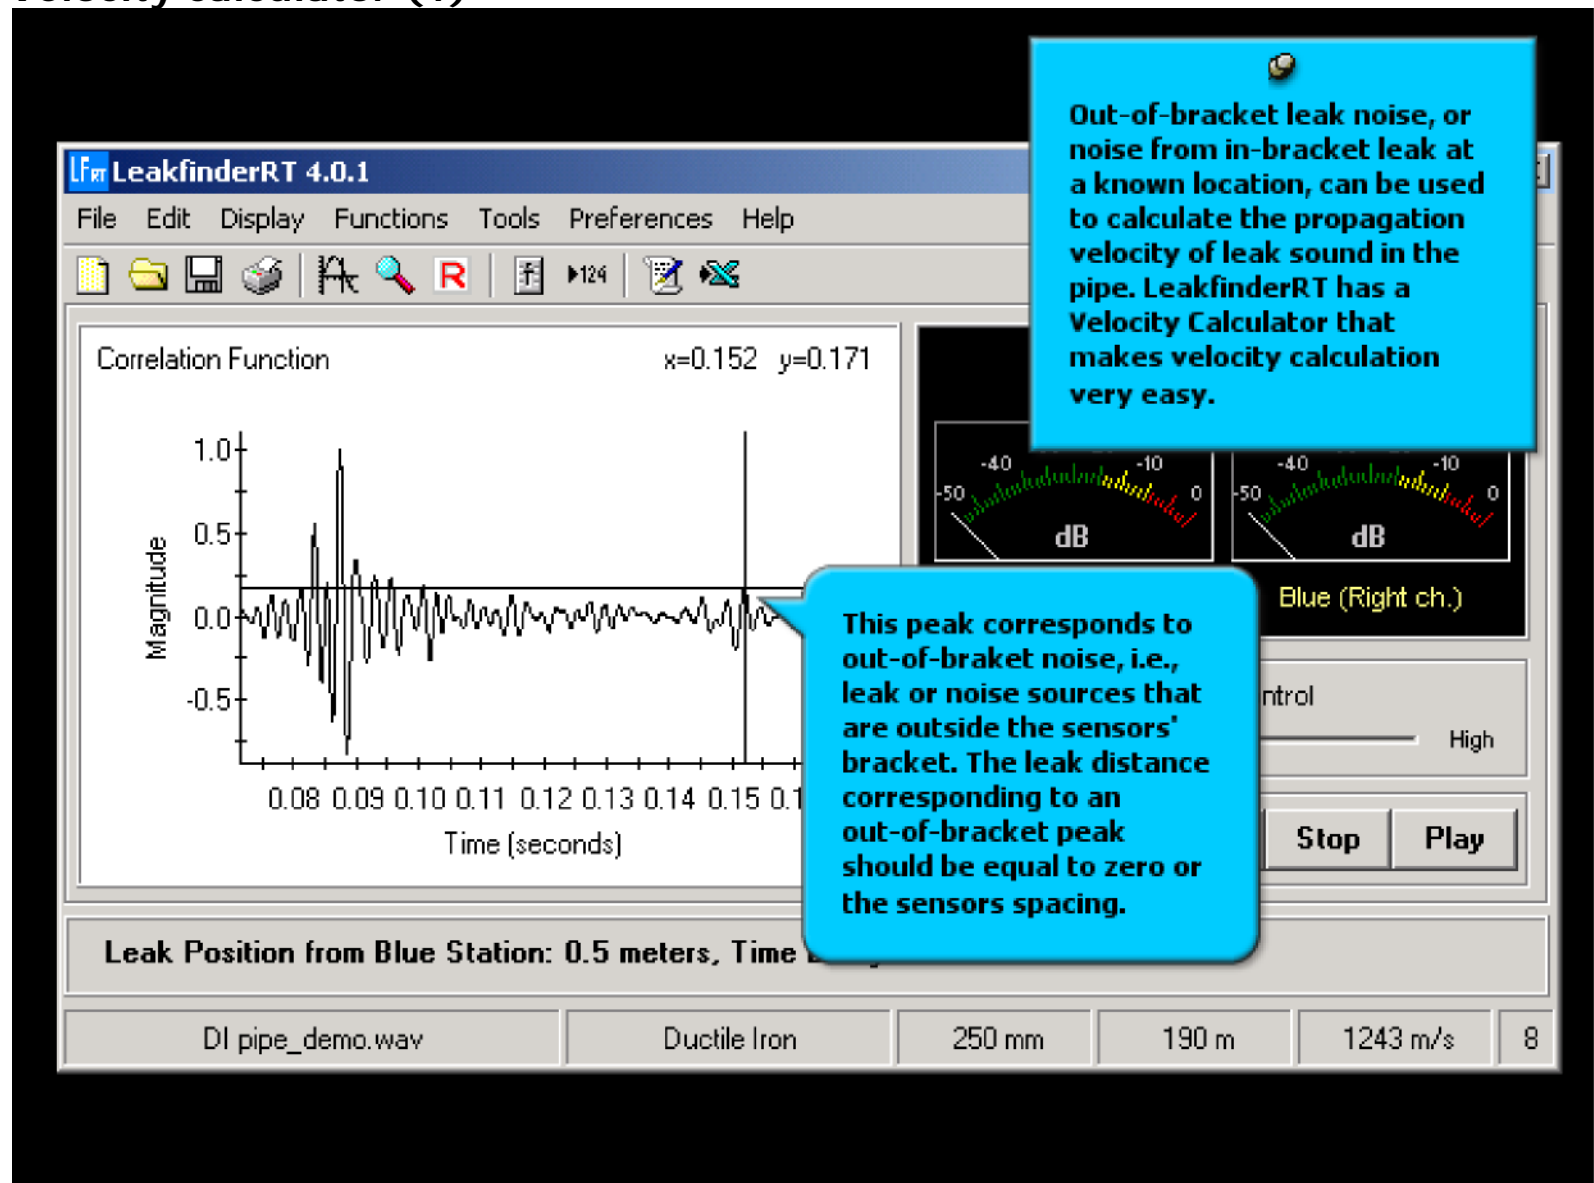 Velocity calculator (1)
Out-of-bracket leak noise, or
noise from in-bracket leak at
a known location, can be used
to calculate the propagation
velocity of leak sound in the
pipe. LeakfinderRT has a
Velocity Calculator that
makes velocity calculation
very easy.
LFRT LeakfinderRT 4.0.1
File Edit Display Functions Tools Preferences Help
R f 124
Correlation Function x=0.152 y=0.171
1.0
0.5
0.0
-0.5
Magnitude
0.08 0.09 0.10 0.11 0.12 0.13 0.14 0.15
Time (seconds)
-50 -40 -10 0
dB
-50 -40 -10 0
dB
Blue (Right ch.)
This peak corresponds to
out-of-braket noise, i.e.,
leak or noise sources that
are outside the sensors'
bracket. The leak distance
corresponding to an
out-of-bracket peak
should be equal to zero or
the sensors spacing.
High
Stop Play
Leak Position from Blue Station: 0.5 meters, Time
DI pipe_demo.wav Ductile Iron 250 mm 190 m 1243 m/s 8